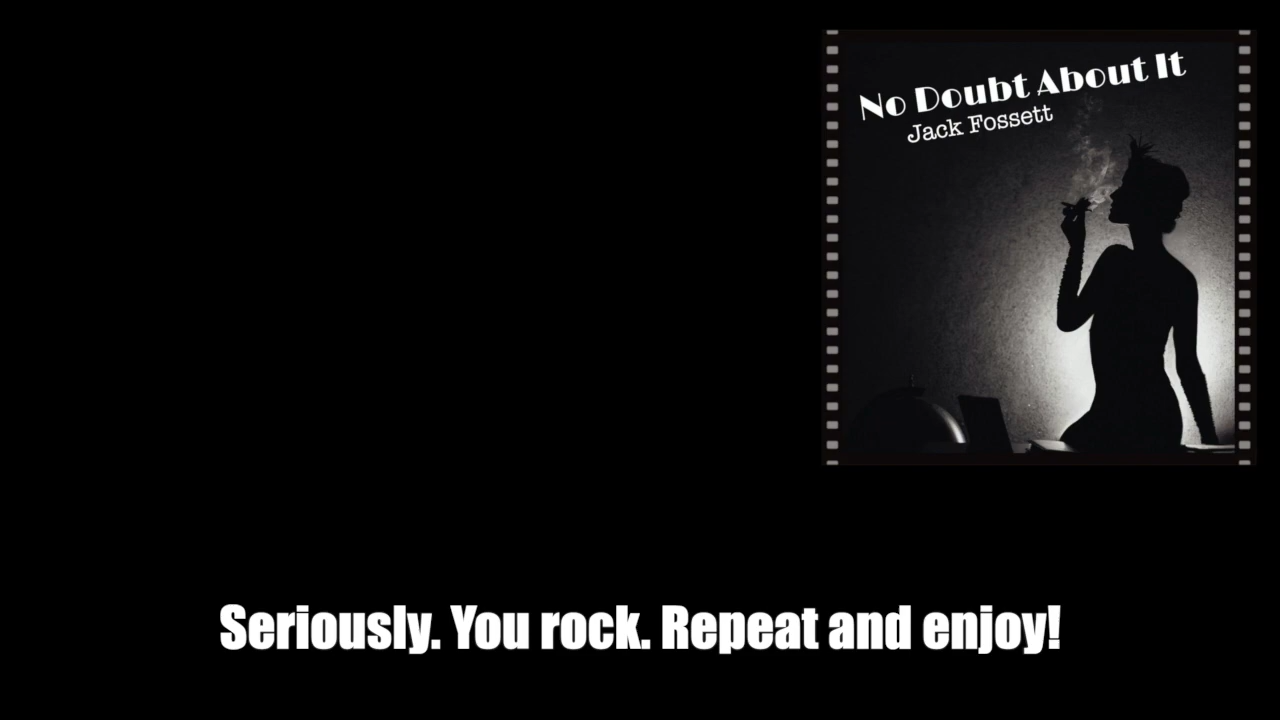 No Doubt About It
Jack Fossett
Seriously. You rock. Repeat and enjoy!